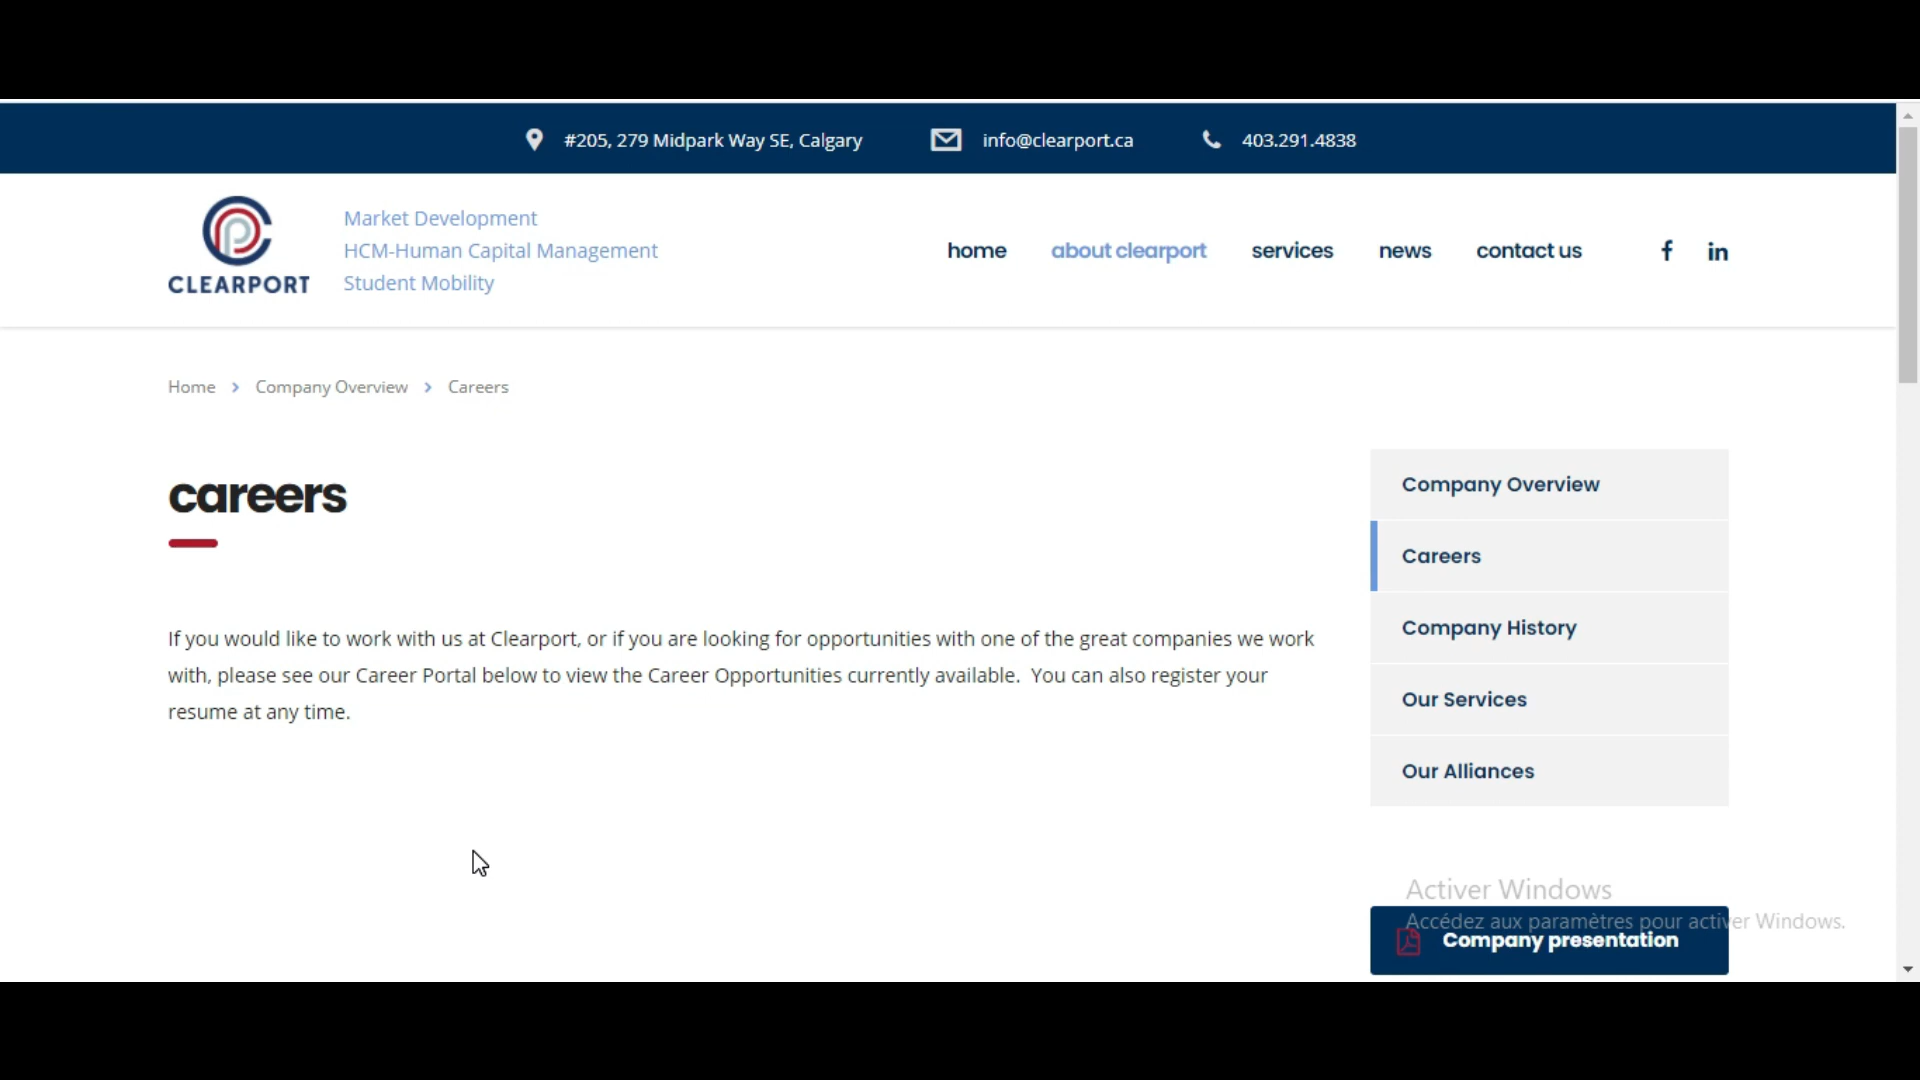 #205, 279 Midpark Way SE, Calgary
info@clearport.ca
403.291.4838
CLEARPORT
Market Development
HCM-Human Capital Management
Student Mobility
home
about clearport
services
news
contact us
f
in
Home > Company Overview > Careers
careers
If you would like to work with us at Clearport, or if you are looking for opportunities with one of the great companies we work
with, please see our Career Portal below to view the Career Opportunities currently available. You can also register your
resume at any time.
Company Overview
Careers
Company History
Our Services
Our Alliances
Activer Windows
Accédez aux paramètres pour activer Windows.
Company presentation